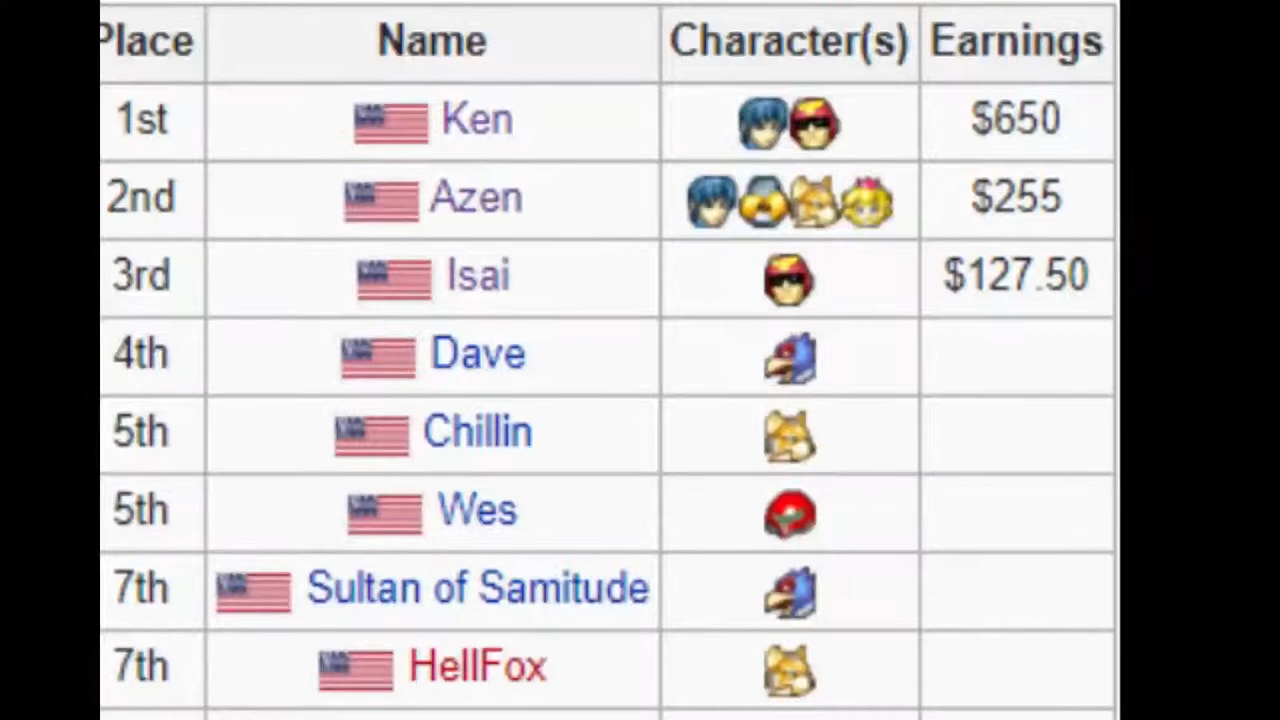 Place Name Character(s) Earnings
1st Ken $650
2nd Azen $255
3rd Isai $127.50
4th Dave
5th Chillin
5th Wes
7th Sultan of Samitude
7th HellFox